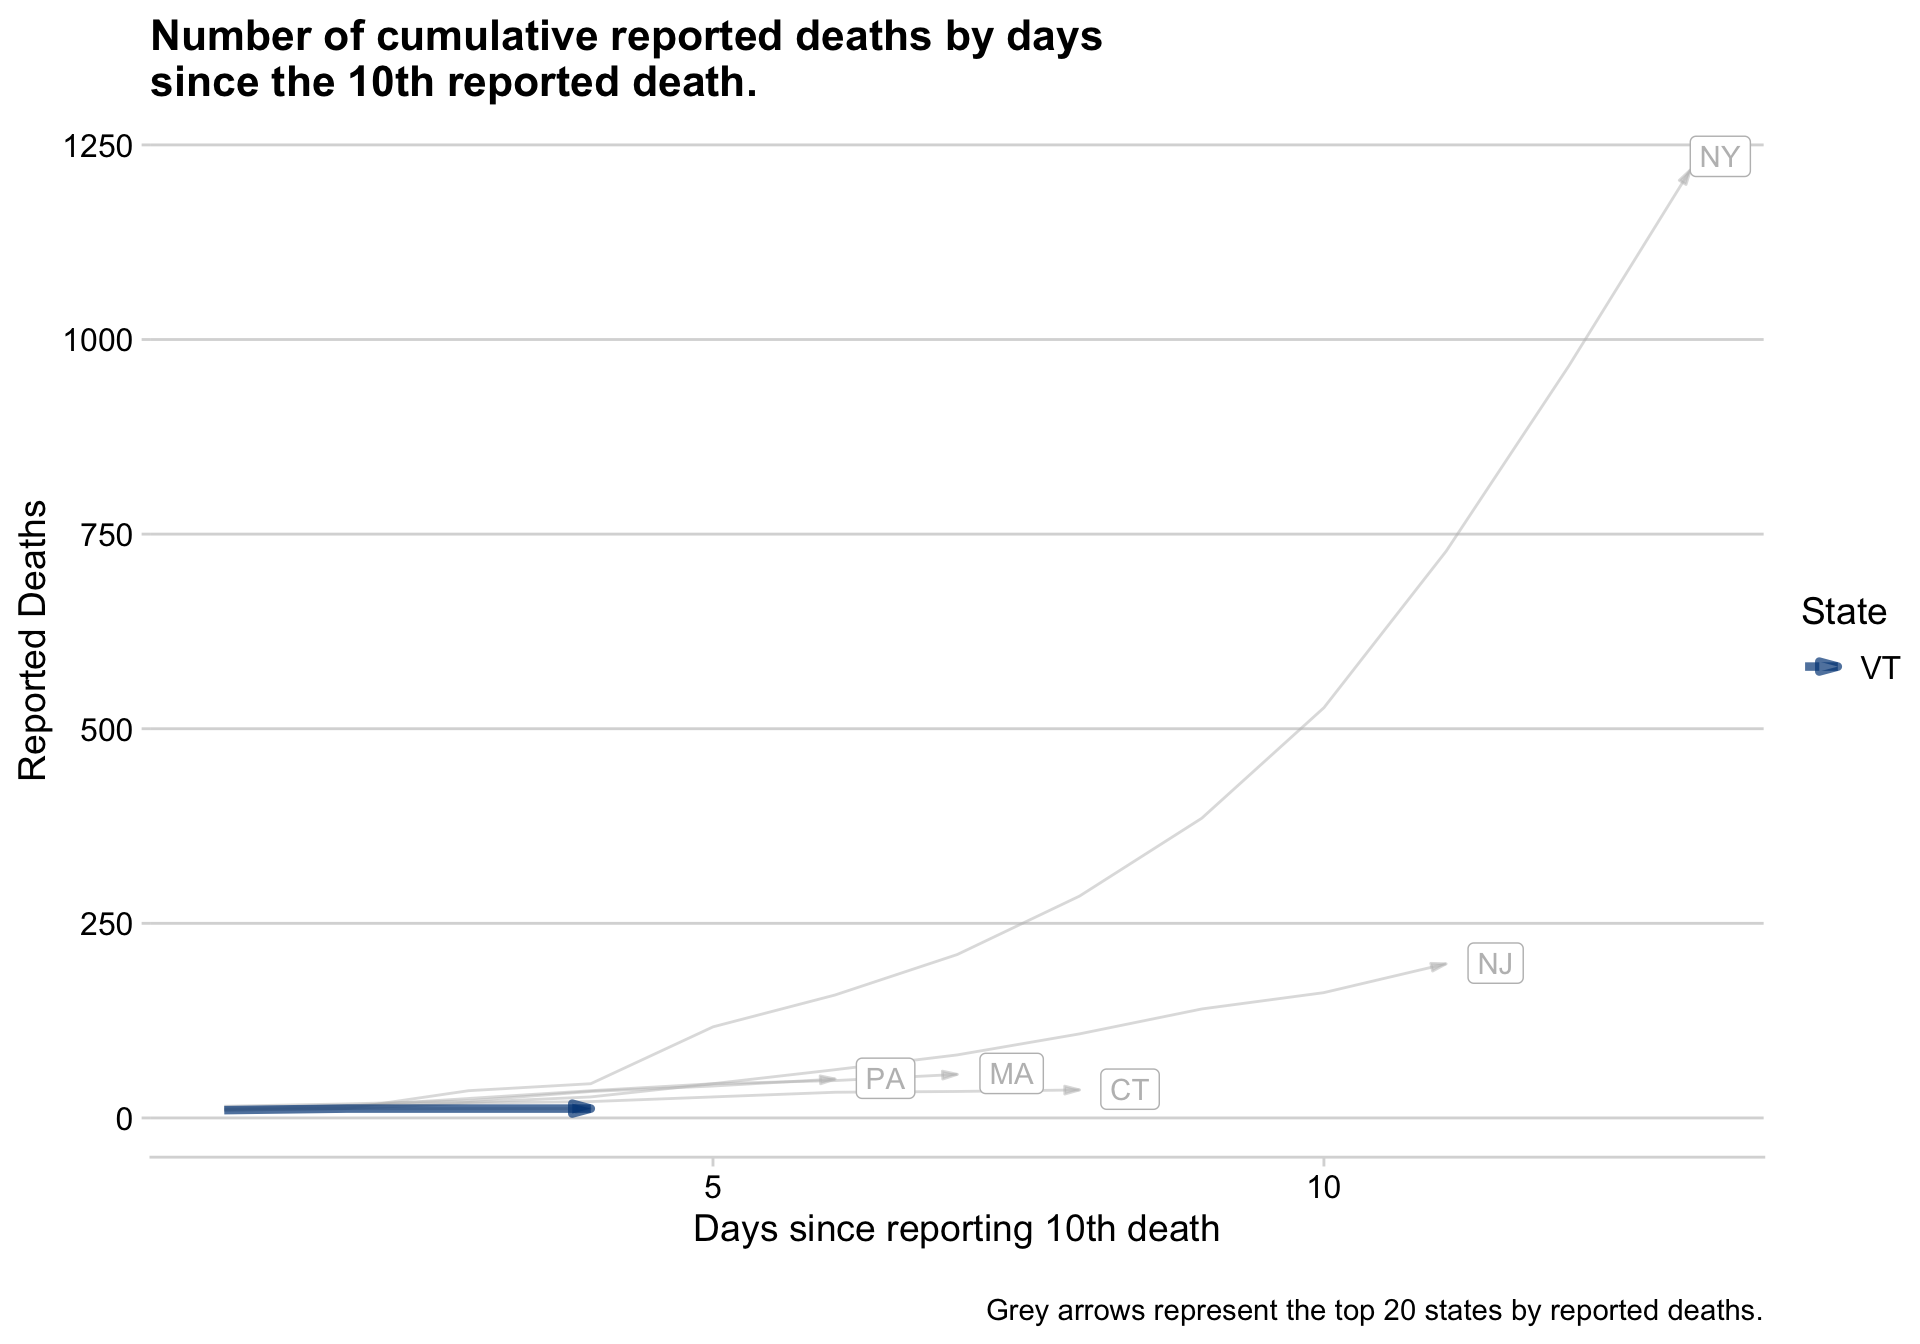 Number of cumulative reported deaths by days
since the 10th reported death.
1250
1000
750
500
250
0
Reported Deaths
NY
NJ
PA
MA
CT
State
VT
5
10
Days since reporting 10th death
Grey arrows represent the top 20 states by reported deaths.